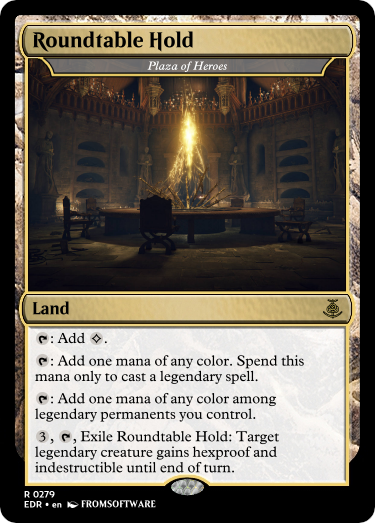 Roundtable Hold
Plaza of Heroes
Land
: Add .
: Add one mana of any color. Spend this
mana only to cast a legendary spell.
: Add one mana of any color among
legendary permanents you control.
3, , Exile Roundtable Hold: Target
legendary creature gains hexproof and
indestructible until end of turn.
R 0279
EDR • en FROMSOFTWARE